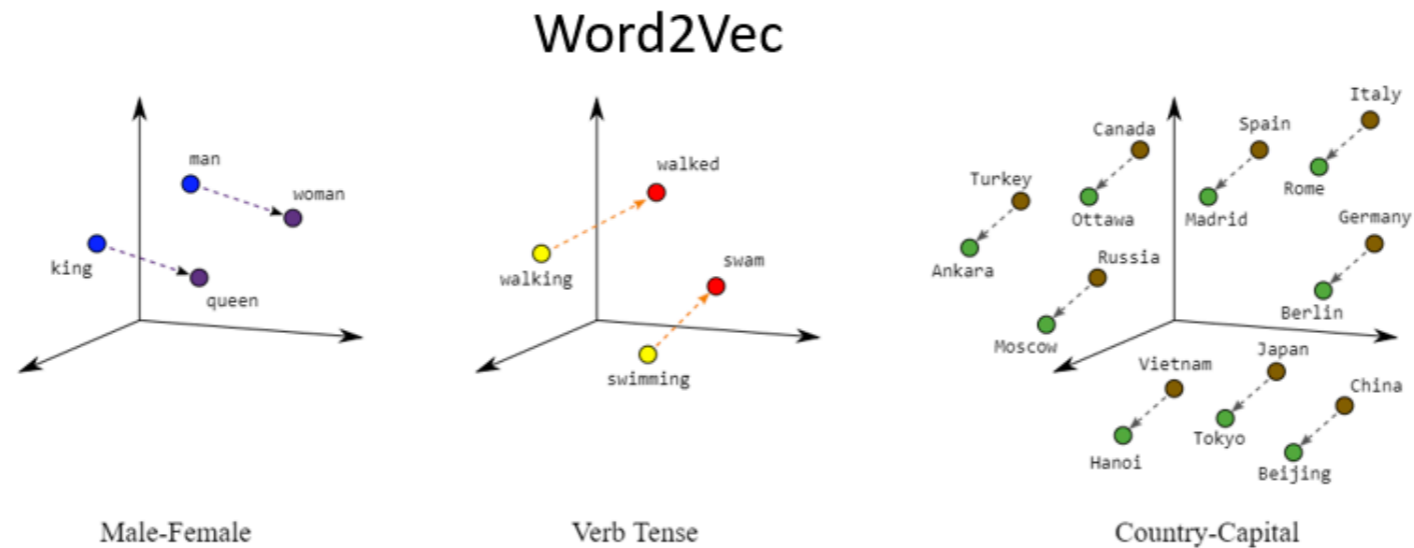 Word2Vec
man
woman
king
queen
Male-Female
walked
walking
swam
swimming
Verb Tense
Italy
Canada
Spain
Rome
Turkey
Ottawa
Madrid
Germany
Ankara
Russia
Berlin
Moscow
Japan
Vietnam
China
Tokyo
Hanoi
Beijing
Country-Capital